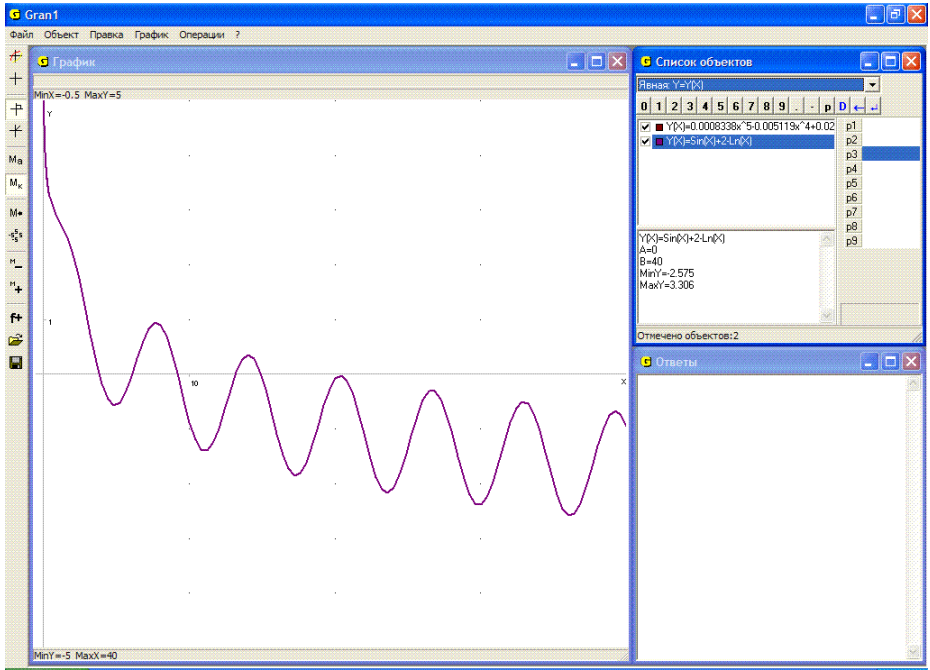 Gran1
Файл Объект Правка График Операции ?
График
MinX=-0.5 MaxY=5
Y
1
10
X
MinY=-5 MaxX=40
Мa
Мк
М
М
М
f+
Список объектов
Явная: Y=Y(X)
0 1 2 3 4 5 6 7 8 9 . - p D ← ↲
Y(X)=0.0008338x^5-0.005119x^4+0.02
Y(X)=Sin(X)+2-Ln(X)
p1
p2
p3
p4
p5
p6
p7
p8
p9
Y(X)=Sin(X)+2-Ln(X)
A=0
B=40
MinY=-2.575
MaxY=3.306
Отмечено объектов:2
Ответы